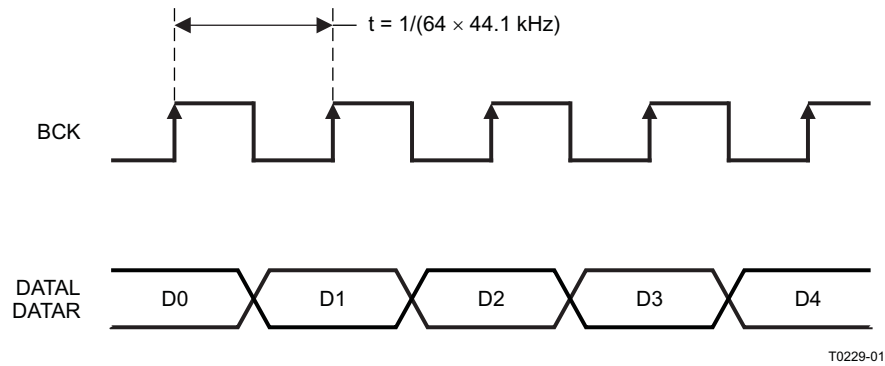 t = 1/(64 × 44.1 kHz)
BCK
DATAL
DATAR
D0 D1 D2 D3 D4
T0229-01